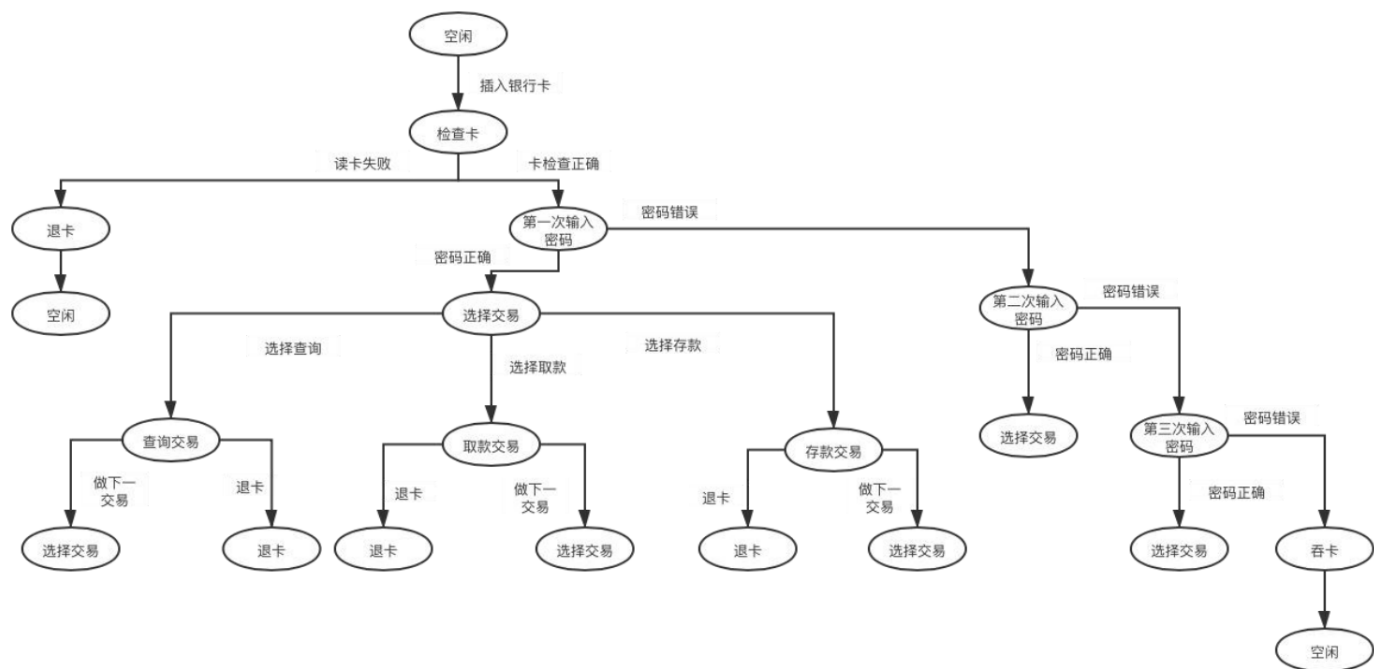 空闲
插入银行卡
检查卡
读卡失败
卡检查正确
退卡
第一次输入
密码
密码错误
密码正确
空闲
选择交易
第二次输入
密码
密码错误
选择查询
选择取款
选择存款
密码正确
查询交易
取款交易
存款交易
选择交易
第三次输入
密码
密码错误
做下一
交易
退卡
退卡
做下一
交易
退卡
做下一
交易
密码正确
选择交易
退卡
退卡
选择交易
退卡
选择交易
选择交易
吞卡
空闲